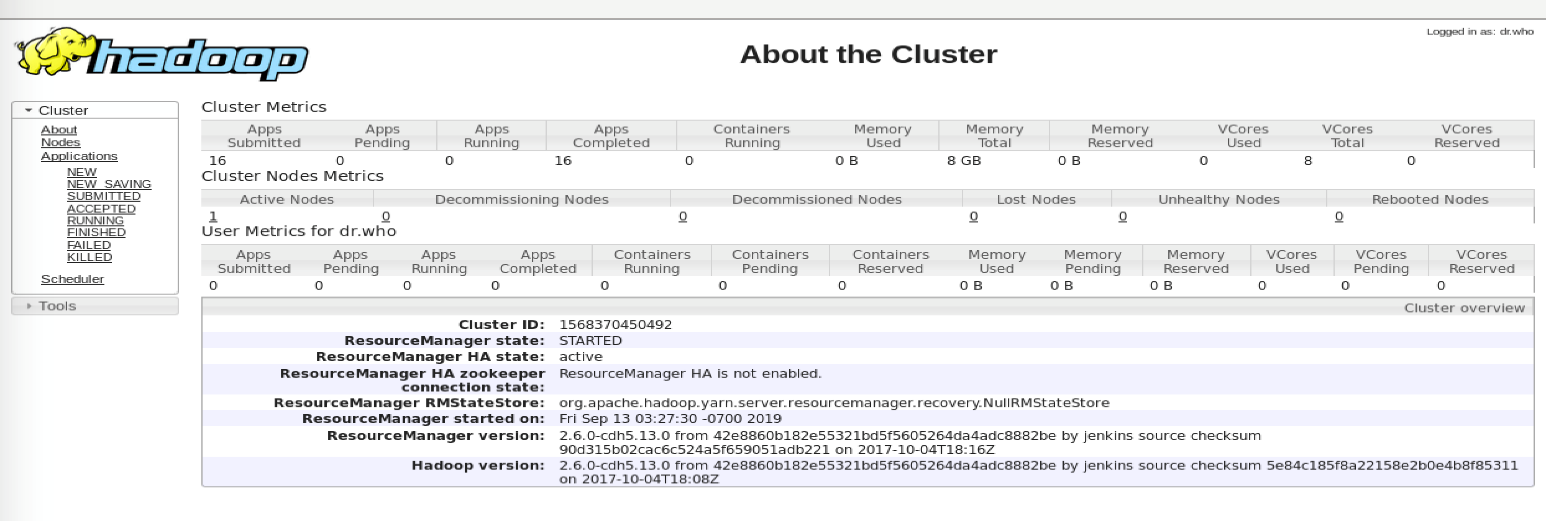 hadoop
About the Cluster
Logged in as: dr.who
Cluster
About
Nodes
Applications
NEW
NEW_SAVING
SUBMITTED
ACCEPTED
RUNNING
FINISHED
FAILED
KILLED
Scheduler
Tools
Cluster Metrics
Apps Submitted Apps Pending Apps Running Apps Completed Containers Running Memory Used Memory Total Memory Reserved VCores Used VCores Total VCores Reserved
16 0 0 16 0 0 B 8 GB 0 B 0 8 0
Cluster Nodes Metrics
Active Nodes Decommissioning Nodes Decommissioned Nodes Lost Nodes Unhealthy Nodes Rebooted Nodes
1 0 0 0 0 0
User Metrics for dr.who
Apps Submitted Apps Pending Apps Running Apps Completed Containers Running Containers Pending Containers Reserved Memory Used Memory Pending Memory Reserved VCores Used VCores Pending VCores Reserved
0 0 0 0 0 0 0 0 B 0 B 0 B 0 0 0
Cluster overview
Cluster ID: 1568370450492
ResourceManager state: STARTED
ResourceManager HA state: active
ResourceManager HA zookeeper connection state: ResourceManager HA is not enabled.
ResourceManager RMStateStore: org.apache.hadoop.yarn.server.resourcemanager.recovery.NullRMStateStore
ResourceManager started on: Fri Sep 13 03:27:30 -0700 2019
ResourceManager version: 2.6.0-cdh5.13.0 from 42e8860b182e55321bd5f5605264da4adc8882be by jenkins source checksum
90d315b02cac6c524a5f659051adb221 on 2017-10-04T18:16Z
Hadoop version: 2.6.0-cdh5.13.0 from 42e8860b182e55321bd5f5605264da4adc8882be by jenkins source checksum 5e84c185f8a22158e2b0e4b8f85311
on 2017-10-04T18:08Z